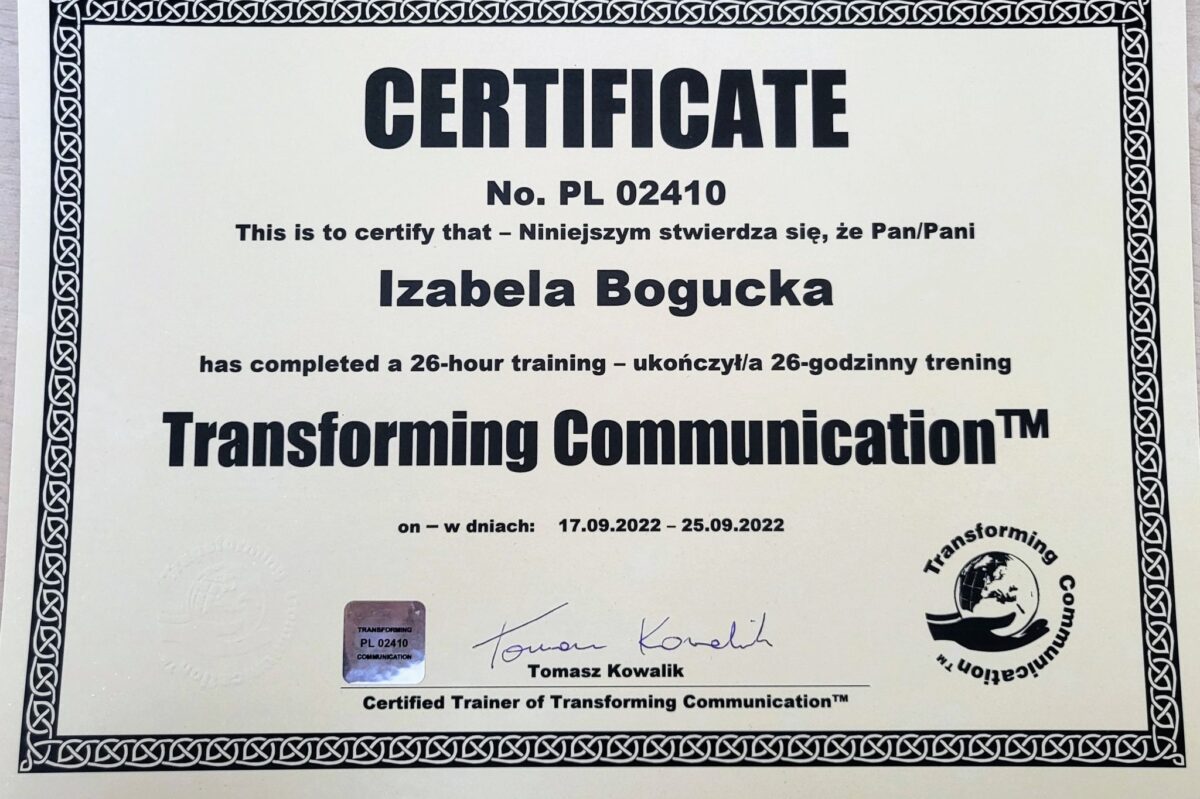 CERTIFICATE
No. PL 02410
This is to certify that – Niniejszym stwierdza się, że Pan/Pani
Izabela Bogucka
has completed a 26-hour training – ukończył/a 26-godzinny trening
Transforming Communication™
on – w dniach: 17.09.2022 – 25.09.2022
Transforming Communication™
TRANSFORMING
PL 02410
COMMUNICATION
Tomasz Kowalik
Tomasz Kowalik
Certified Trainer of Transforming Communication™